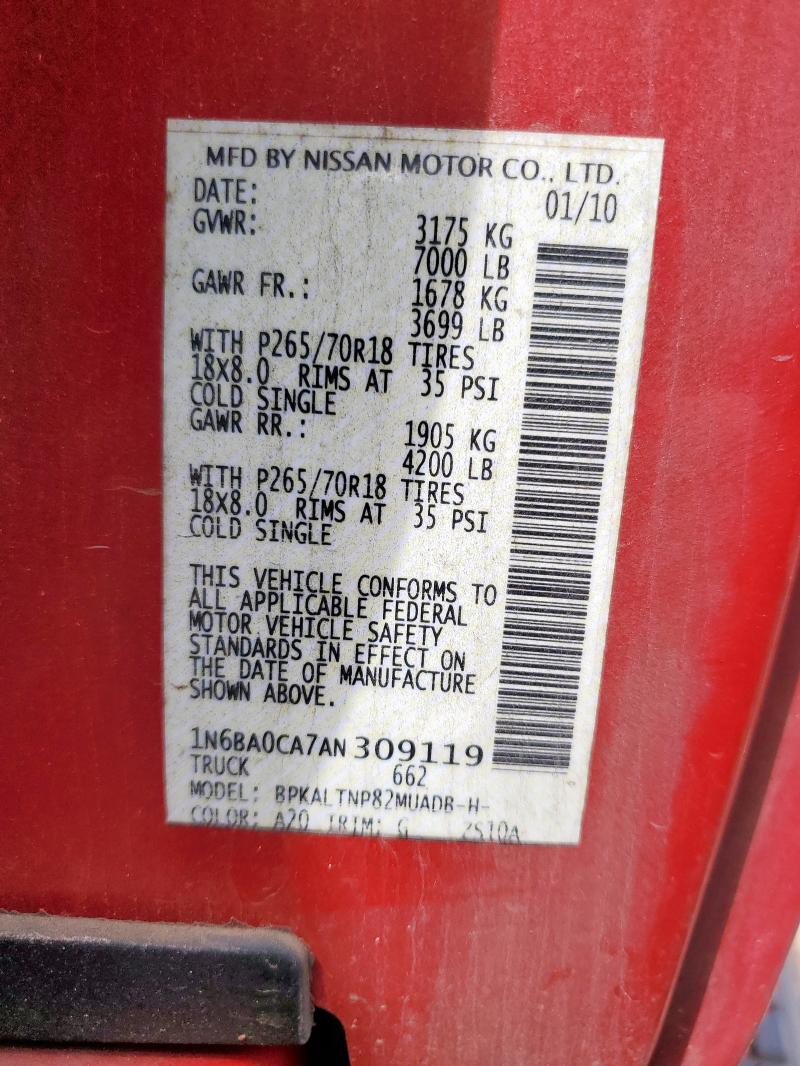 MFD BY NISSAN MOTOR CO., LTD.
DATE: 01/10
GVWR: 3175 KG
7000 LB
GAWR FR.: 1678 KG
3699 LB
WITH P265/70R18 TIRES
18X8.0 RIMS AT 35 PSI
COLD SINGLE
GAWR RR.: 1905 KG
4200 LB
WITH P265/70R18 TIRES
18X8.0 RIMS AT 35 PSI
COLD SINGLE
THIS VEHICLE CONFORMS TO
ALL APPLICABLE FEDERAL
MOTOR VEHICLE SAFETY
STANDARDS IN EFFECT ON
THE DATE OF MANUFACTURE
SHOWN ABOVE.
1N6BA0CA7AN309119
TRUCK 662
MODEL: BPKALTNP82MUADB-H-
COLOR: A20 TRIM: G ZS10A